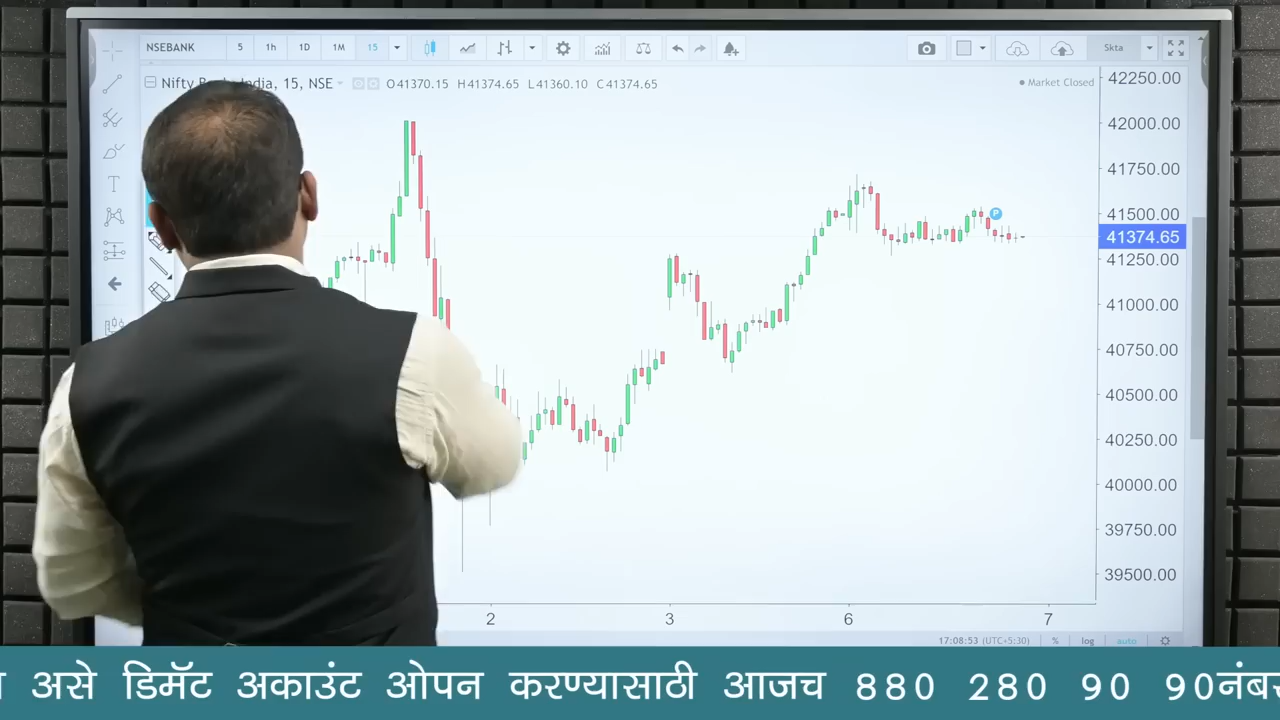 NSEBANK 5 1h 1D 1M 15 Skta
Nifty India, 15, NSE O41370.15 H41374.65 L41360.10 C41374.65 Market Closed
42250.00
42000.00
41750.00
41500.00
P
41374.65
41250.00
41000.00
40750.00
40500.00
40250.00
40000.00
39750.00
39500.00
2 3 6 7
17:08:53 (UTC+5:30) % log auto
असे डिमॅट अकाउंट ओपन करण्यासाठी आजच 880 280 90 90नंबर